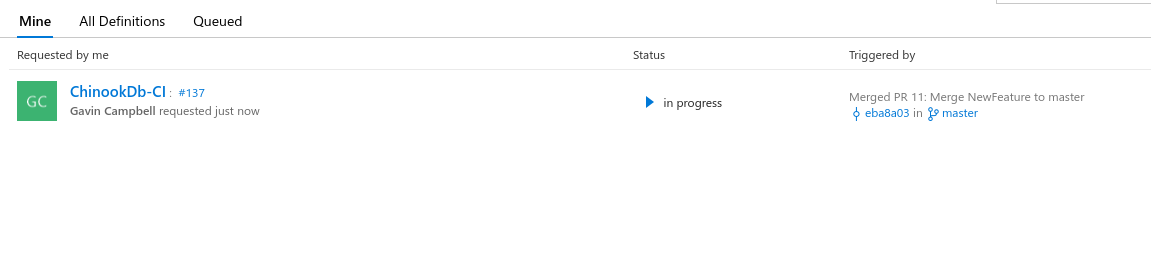 Mine All Definitions Queued
Requested by me Status Triggered by
GC
ChinookDb-CI : #137
Gavin Campbell requested just now
in progress
Merged PR 11: Merge NewFeature to master
eba8a03 in master